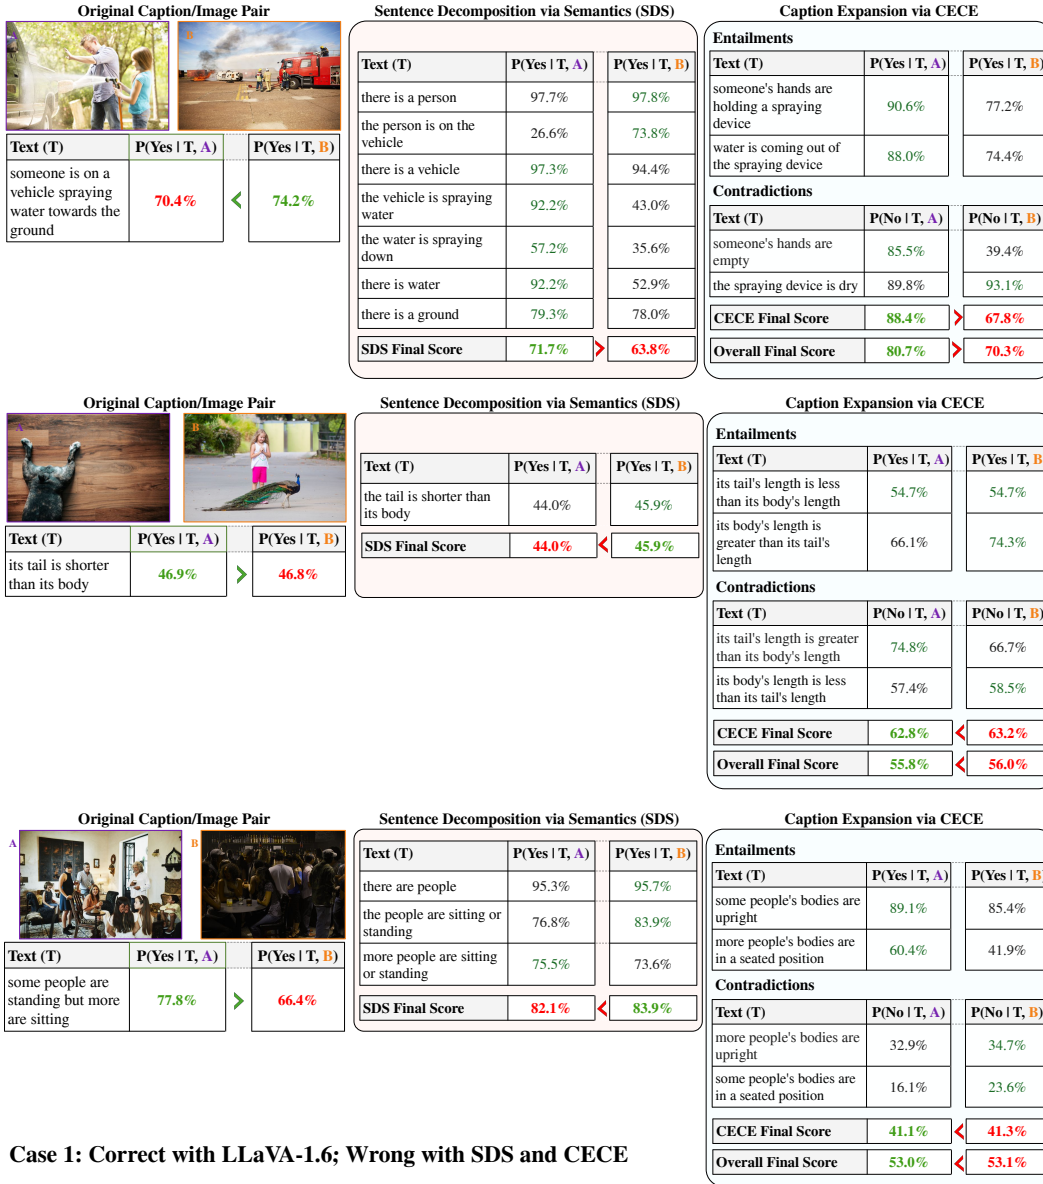 Original Caption/Image Pair
A
B
Text (T) P(Yes | T, A) P(Yes | T, B)
someone is on a
vehicle spraying
water towards the
ground
70.4% < 74.2%
Sentence Decomposition via Semantics (SDS)
Text (T) P(Yes | T, A) P(Yes | T, B)
there is a person 97.7% 97.8%
the person is on the
vehicle
26.6% 73.8%
there is a vehicle 97.3% 94.4%
the vehicle is spraying
water
92.2% 43.0%
the water is spraying
down
57.2% 35.6%
there is water 92.2% 52.9%
there is a ground 79.3% 78.0%
SDS Final Score 71.7% > 63.8%
Caption Expansion via CECE
Entailments
Text (T) P(Yes | T, A) P(Yes | T, B)
someone's hands are
holding a spraying
device
90.6% 77.2%
water is coming out of
the spraying device
88.0% 74.4%
Contradictions
Text (T) P(No | T, A) P(No | T, B)
someone's hands are
empty
85.5% 39.4%
the spraying device is dry 89.8% 93.1%
CECE Final Score 88.4% > 67.8%
Overall Final Score 80.7% > 70.3%
Original Caption/Image Pair
A
B
Text (T) P(Yes | T, A) P(Yes | T, B)
its tail is shorter
than its body
46.9% > 46.8%
Sentence Decomposition via Semantics (SDS)
Text (T) P(Yes | T, A) P(Yes | T, B)
the tail is shorter than
its body
44.0% 45.9%
SDS Final Score 44.0% < 45.9%
Caption Expansion via CECE
Entailments
Text (T) P(Yes | T, A) P(Yes | T, B
its tail's length is less
than its body's length
54.7% 54.7%
its body's length is
greater than its tail's
length
66.1% 74.3%
Contradictions
Text (T) P(No | T, A) P(No | T, B)
its tail's length is greater
than its body's length
74.8% 66.7%
its body's length is less
than its tail's length
57.4% 58.5%
CECE Final Score 62.8% < 63.2%
Overall Final Score 55.8% < 56.0%
Original Caption/Image Pair
A
B
Text (T) P(Yes | T, A) P(Yes | T, B)
some people are
standing but more
are sitting
77.8% > 66.4%
Sentence Decomposition via Semantics (SDS)
Text (T) P(Yes | T, A) P(Yes | T, B)
there are people 95.3% 95.7%
the people are sitting or
standing
76.8% 83.9%
more people are sitting
or standing
75.5% 73.6%
SDS Final Score 82.1% < 83.9%
Caption Expansion via CECE
Entailments
Text (T) P(Yes | T, A) P(Yes | T, B
some people's bodies are
upright
89.1% 85.4%
more people's bodies are
in a seated position
60.4% 41.9%
Contradictions
Text (T) P(No | T, A) P(No | T, B)
more people's bodies are
upright
32.9% 34.7%
some people's bodies are
in a seated position
16.1% 23.6%
CECE Final Score 41.1% < 41.3%
Overall Final Score 53.0% < 53.1%
Case 1: Correct with LLaVA-1.6; Wrong with SDS and CECE